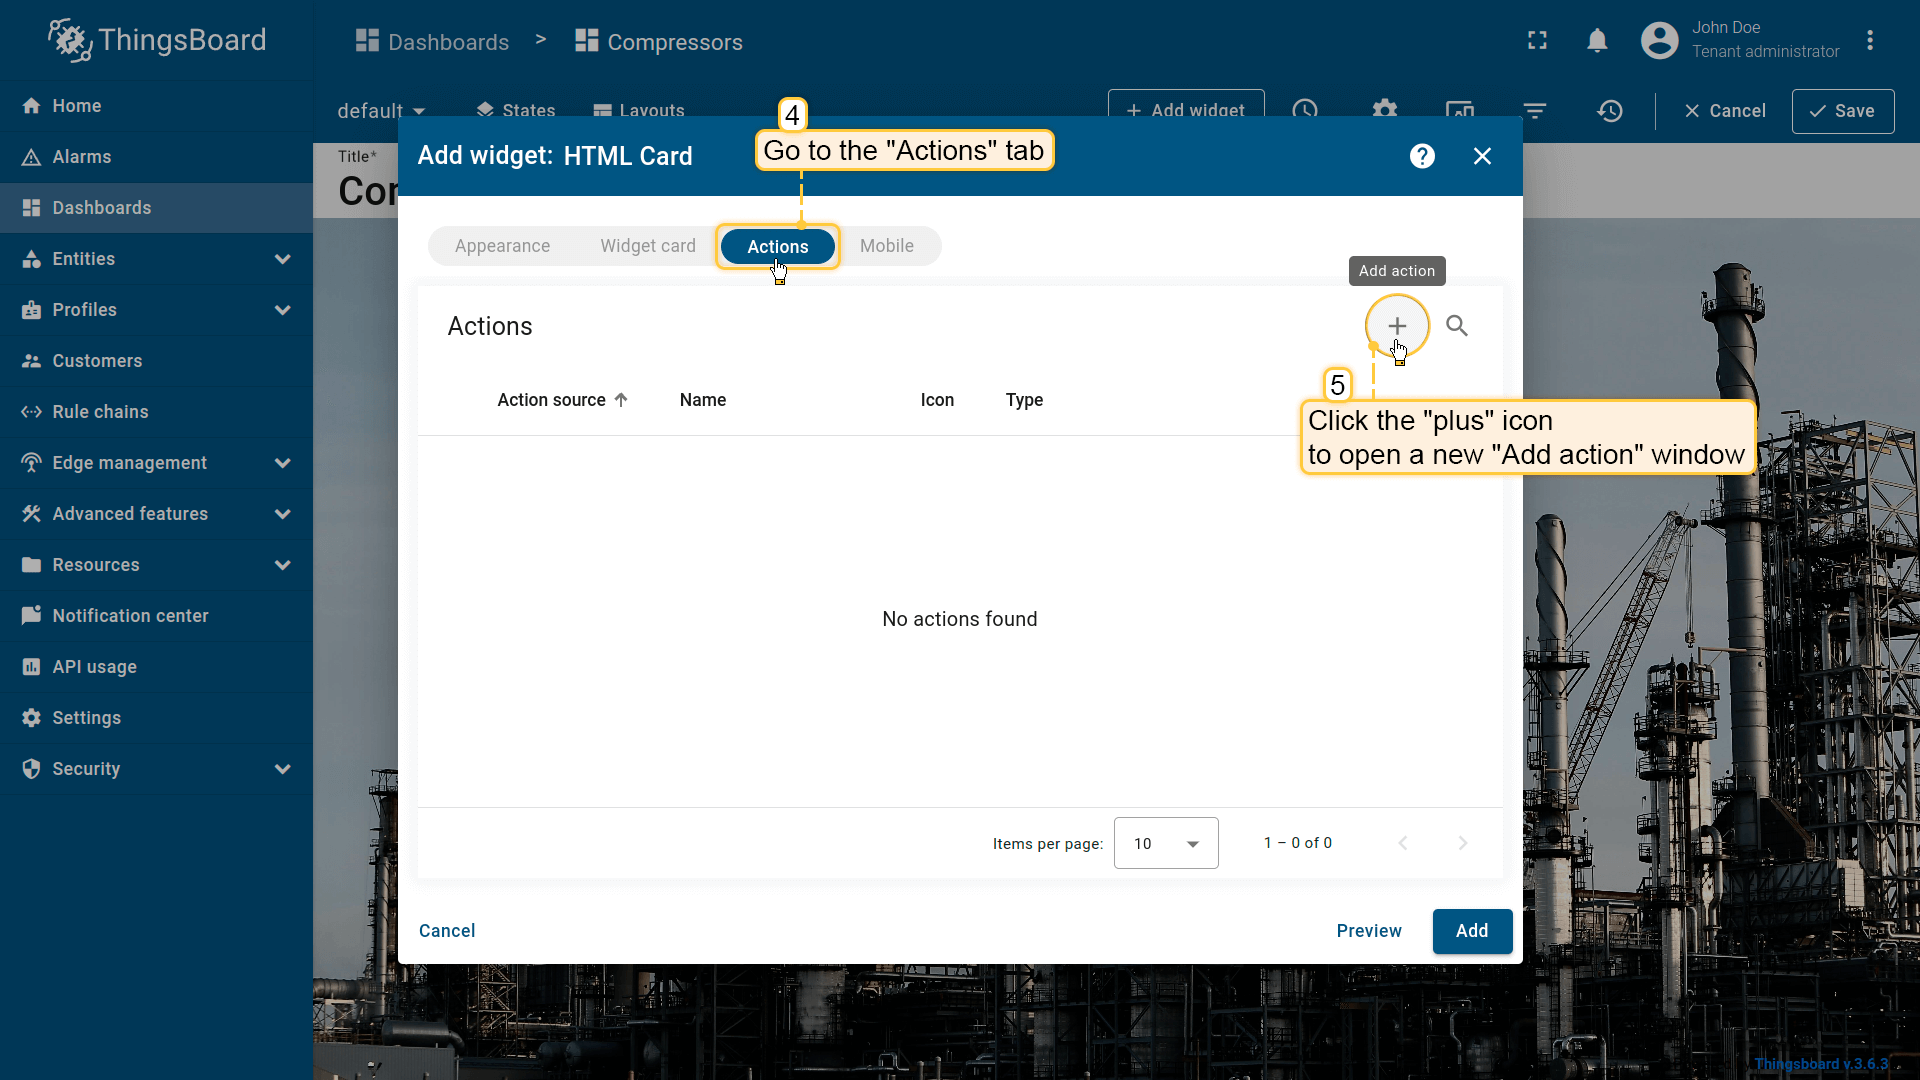 ThingsBoard
Dashboards > Compressors
John Doe
Tenant administrator
Home
Alarms
Dashboards
Entities
Profiles
Customers
Rule chains
Edge management
Advanced features
Resources
Notification center
API usage
Settings
Security
default
States
Layouts
+ Add widget
Cancel
Save
Title*
Add widget: HTML Card
4
Go to the "Actions" tab
Appearance
Widget card
Actions
Mobile
Add action
Actions
5
Click the "plus" icon
to open a new "Add action" window
Action source
Name
Icon
Type
No actions found
Items per page: 10
1 – 0 of 0
Cancel
Preview
Add
Thingsboard v.3.6.3